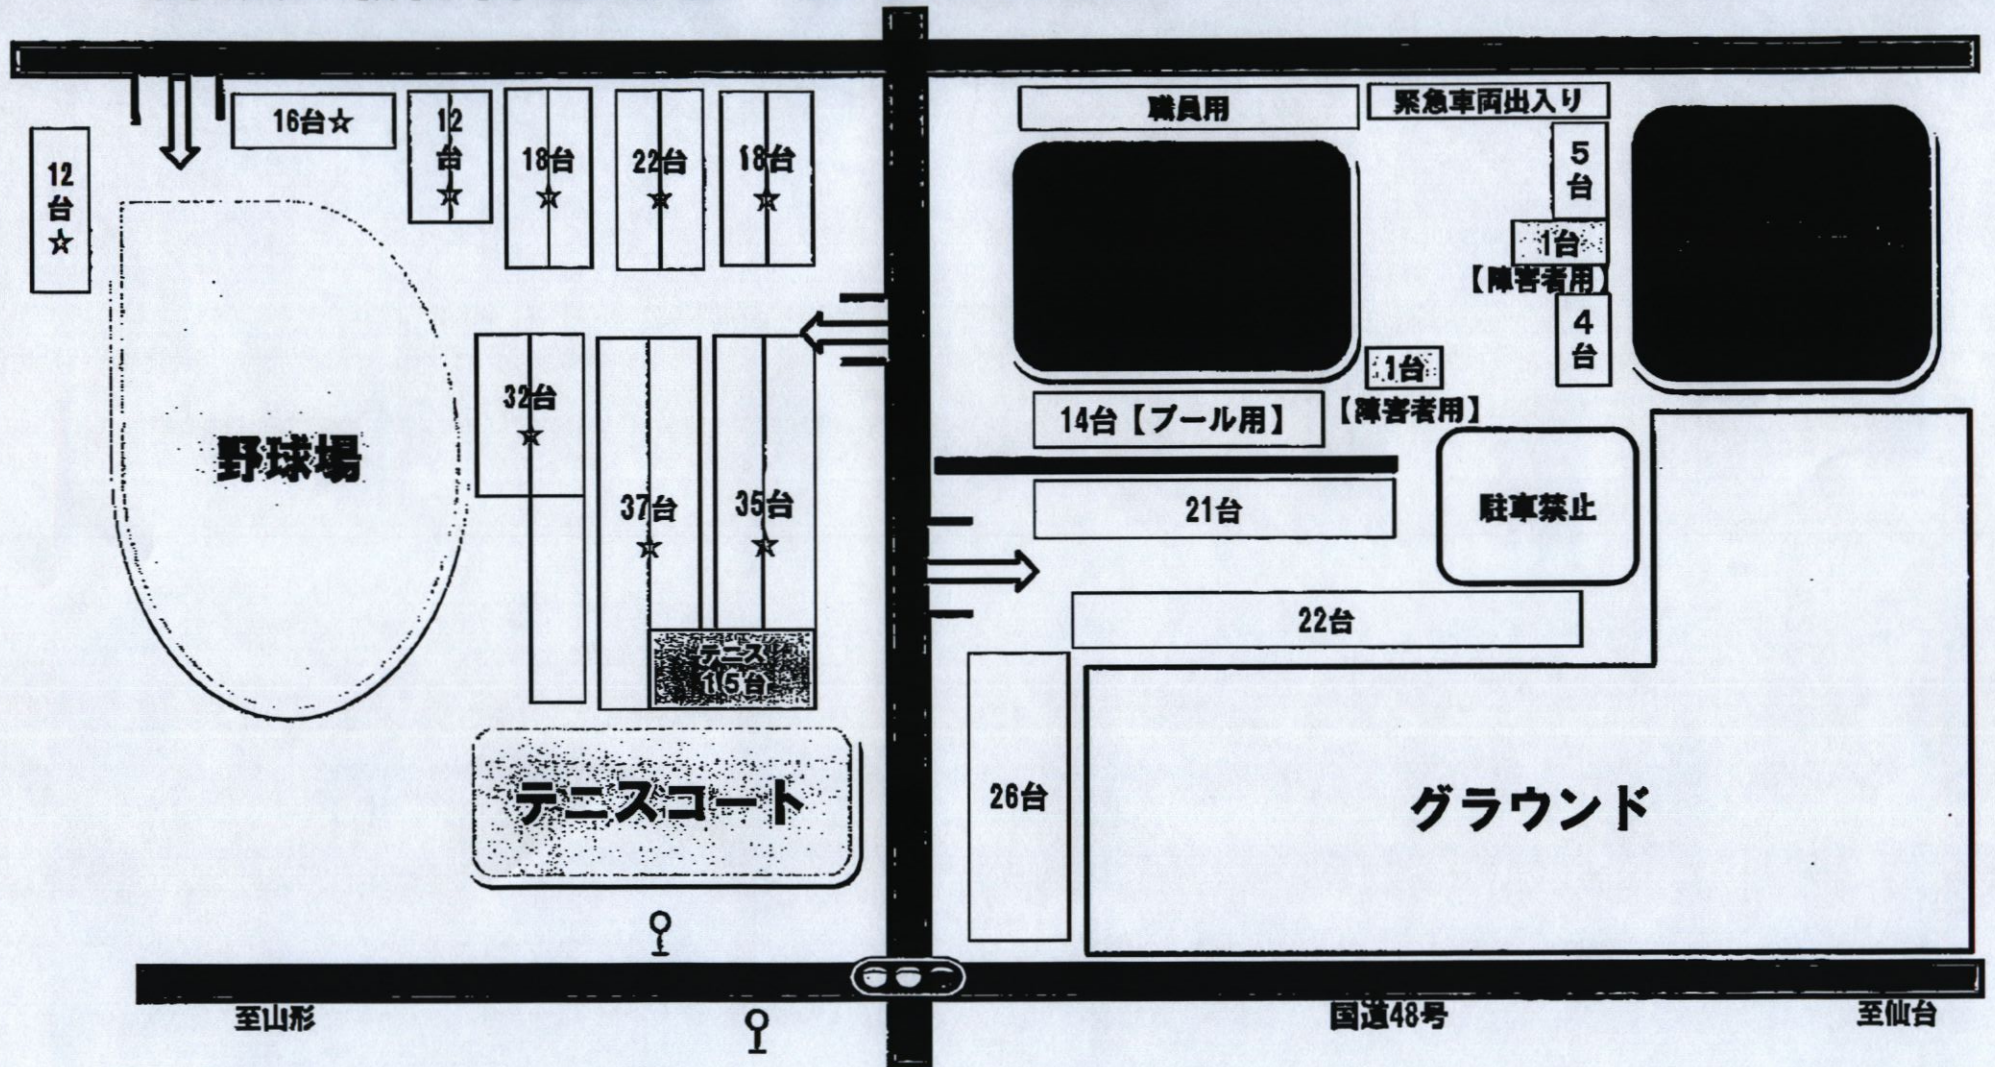 職員用
緊急車両出入り
16台☆
12
台
☆
18台
☆
22台
☆
18台
☆
12
台
☆
5
台
1台
【障害者用】
4
台
1台
【障害者用】
14台【プール用】
32台
☆
野球場
37台
☆
35台
☆
21台
駐車禁止
22台
テニス
15台
テニスコート
26台
グラウンド
至山形
国道48号
至仙台